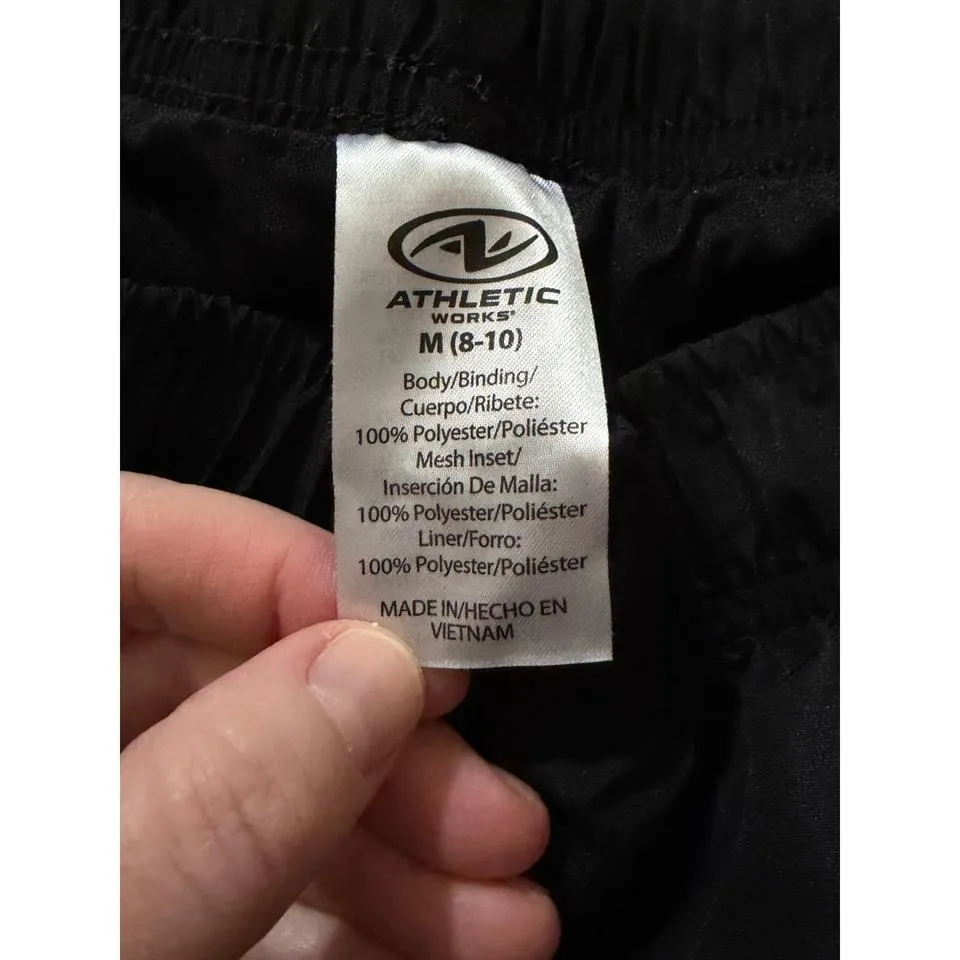 ATHLETIC
WORKS®
M (8-10)
Body/Binding/
Cuerpo/Ribete:
100% Polyester/Poliéster
Mesh Inset/
Inserción De Malla:
100% Polyester/Poliéster
Liner/Forro:
100% Polyester/Poliéster
MADE IN/HECHO EN
VIETNAM